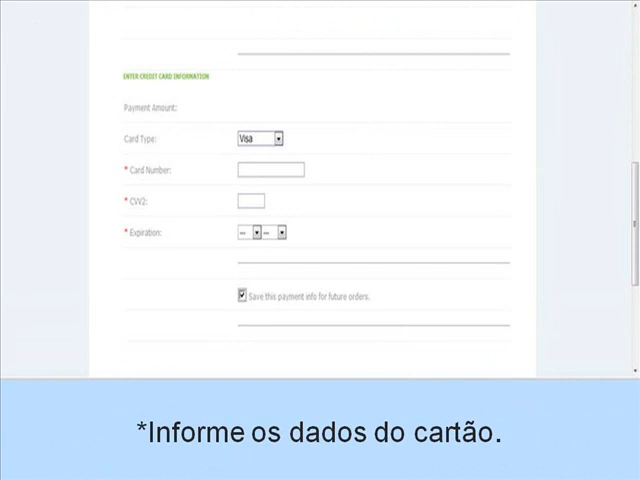 ENTER CREDIT CARD INFORMATION
Payment Amount:
Card Type: Visa
* Card Number:
* CVV2:
* Expiration: --- ---
Save this payment info for future orders.
*Informe os dados do cartão.